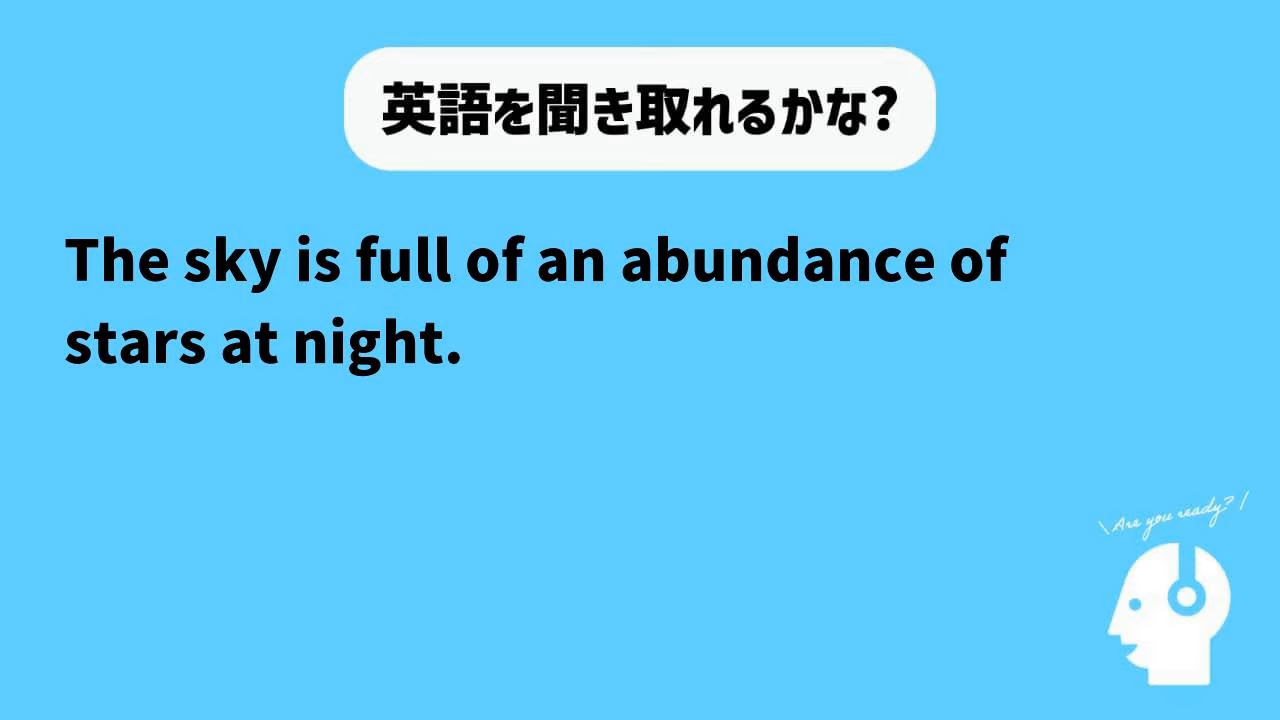 英語を聞き取れるかな?
The sky is full of an abundance of
stars at night.
\ Are you ready? /